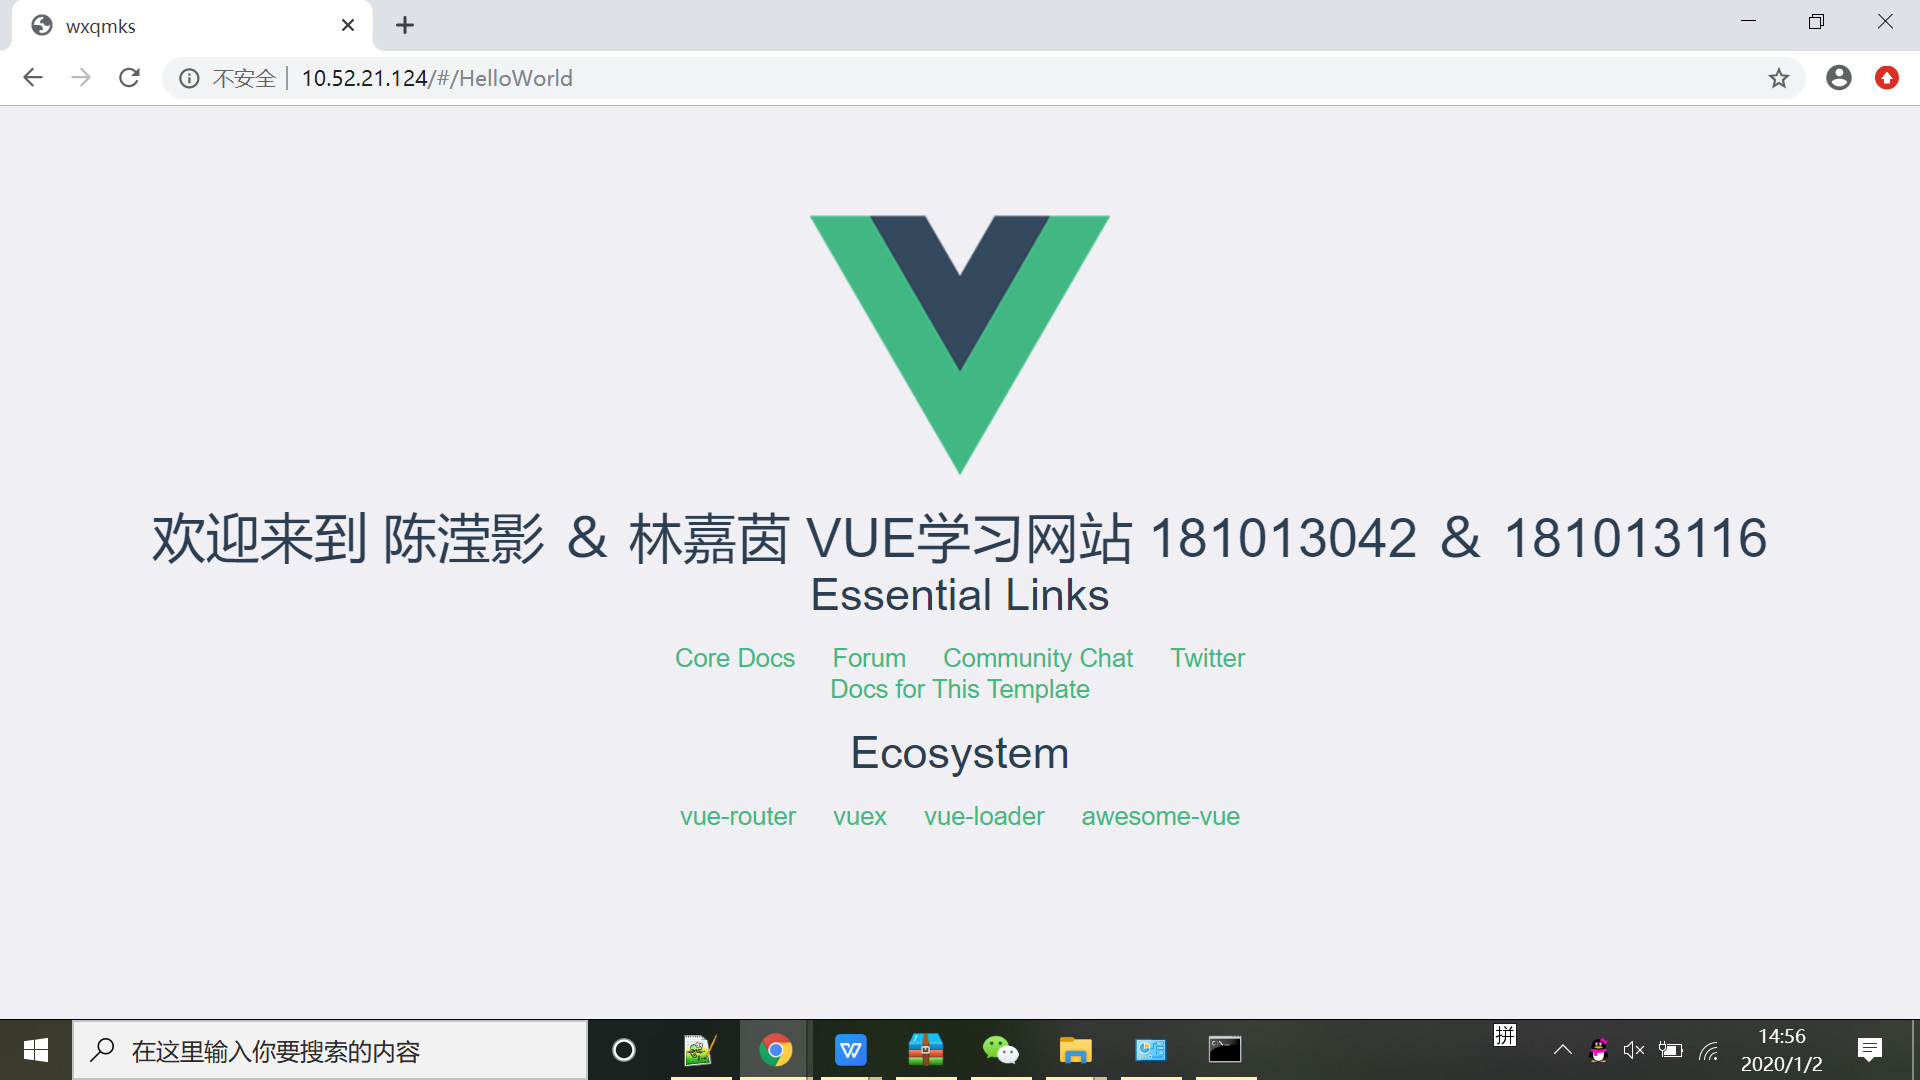 wxqmks
不安全 10.52.21.124/#/HelloWorld
欢迎来到 陈滢影 & 林嘉茵 VUE学习网站 181013042 & 181013116
Essential Links
Core Docs Forum Community Chat Twitter
Docs for This Template
Ecosystem
vue-router vuex vue-loader awesome-vue
在这里输入你要搜索的内容
拼
14:56
2020/1/2